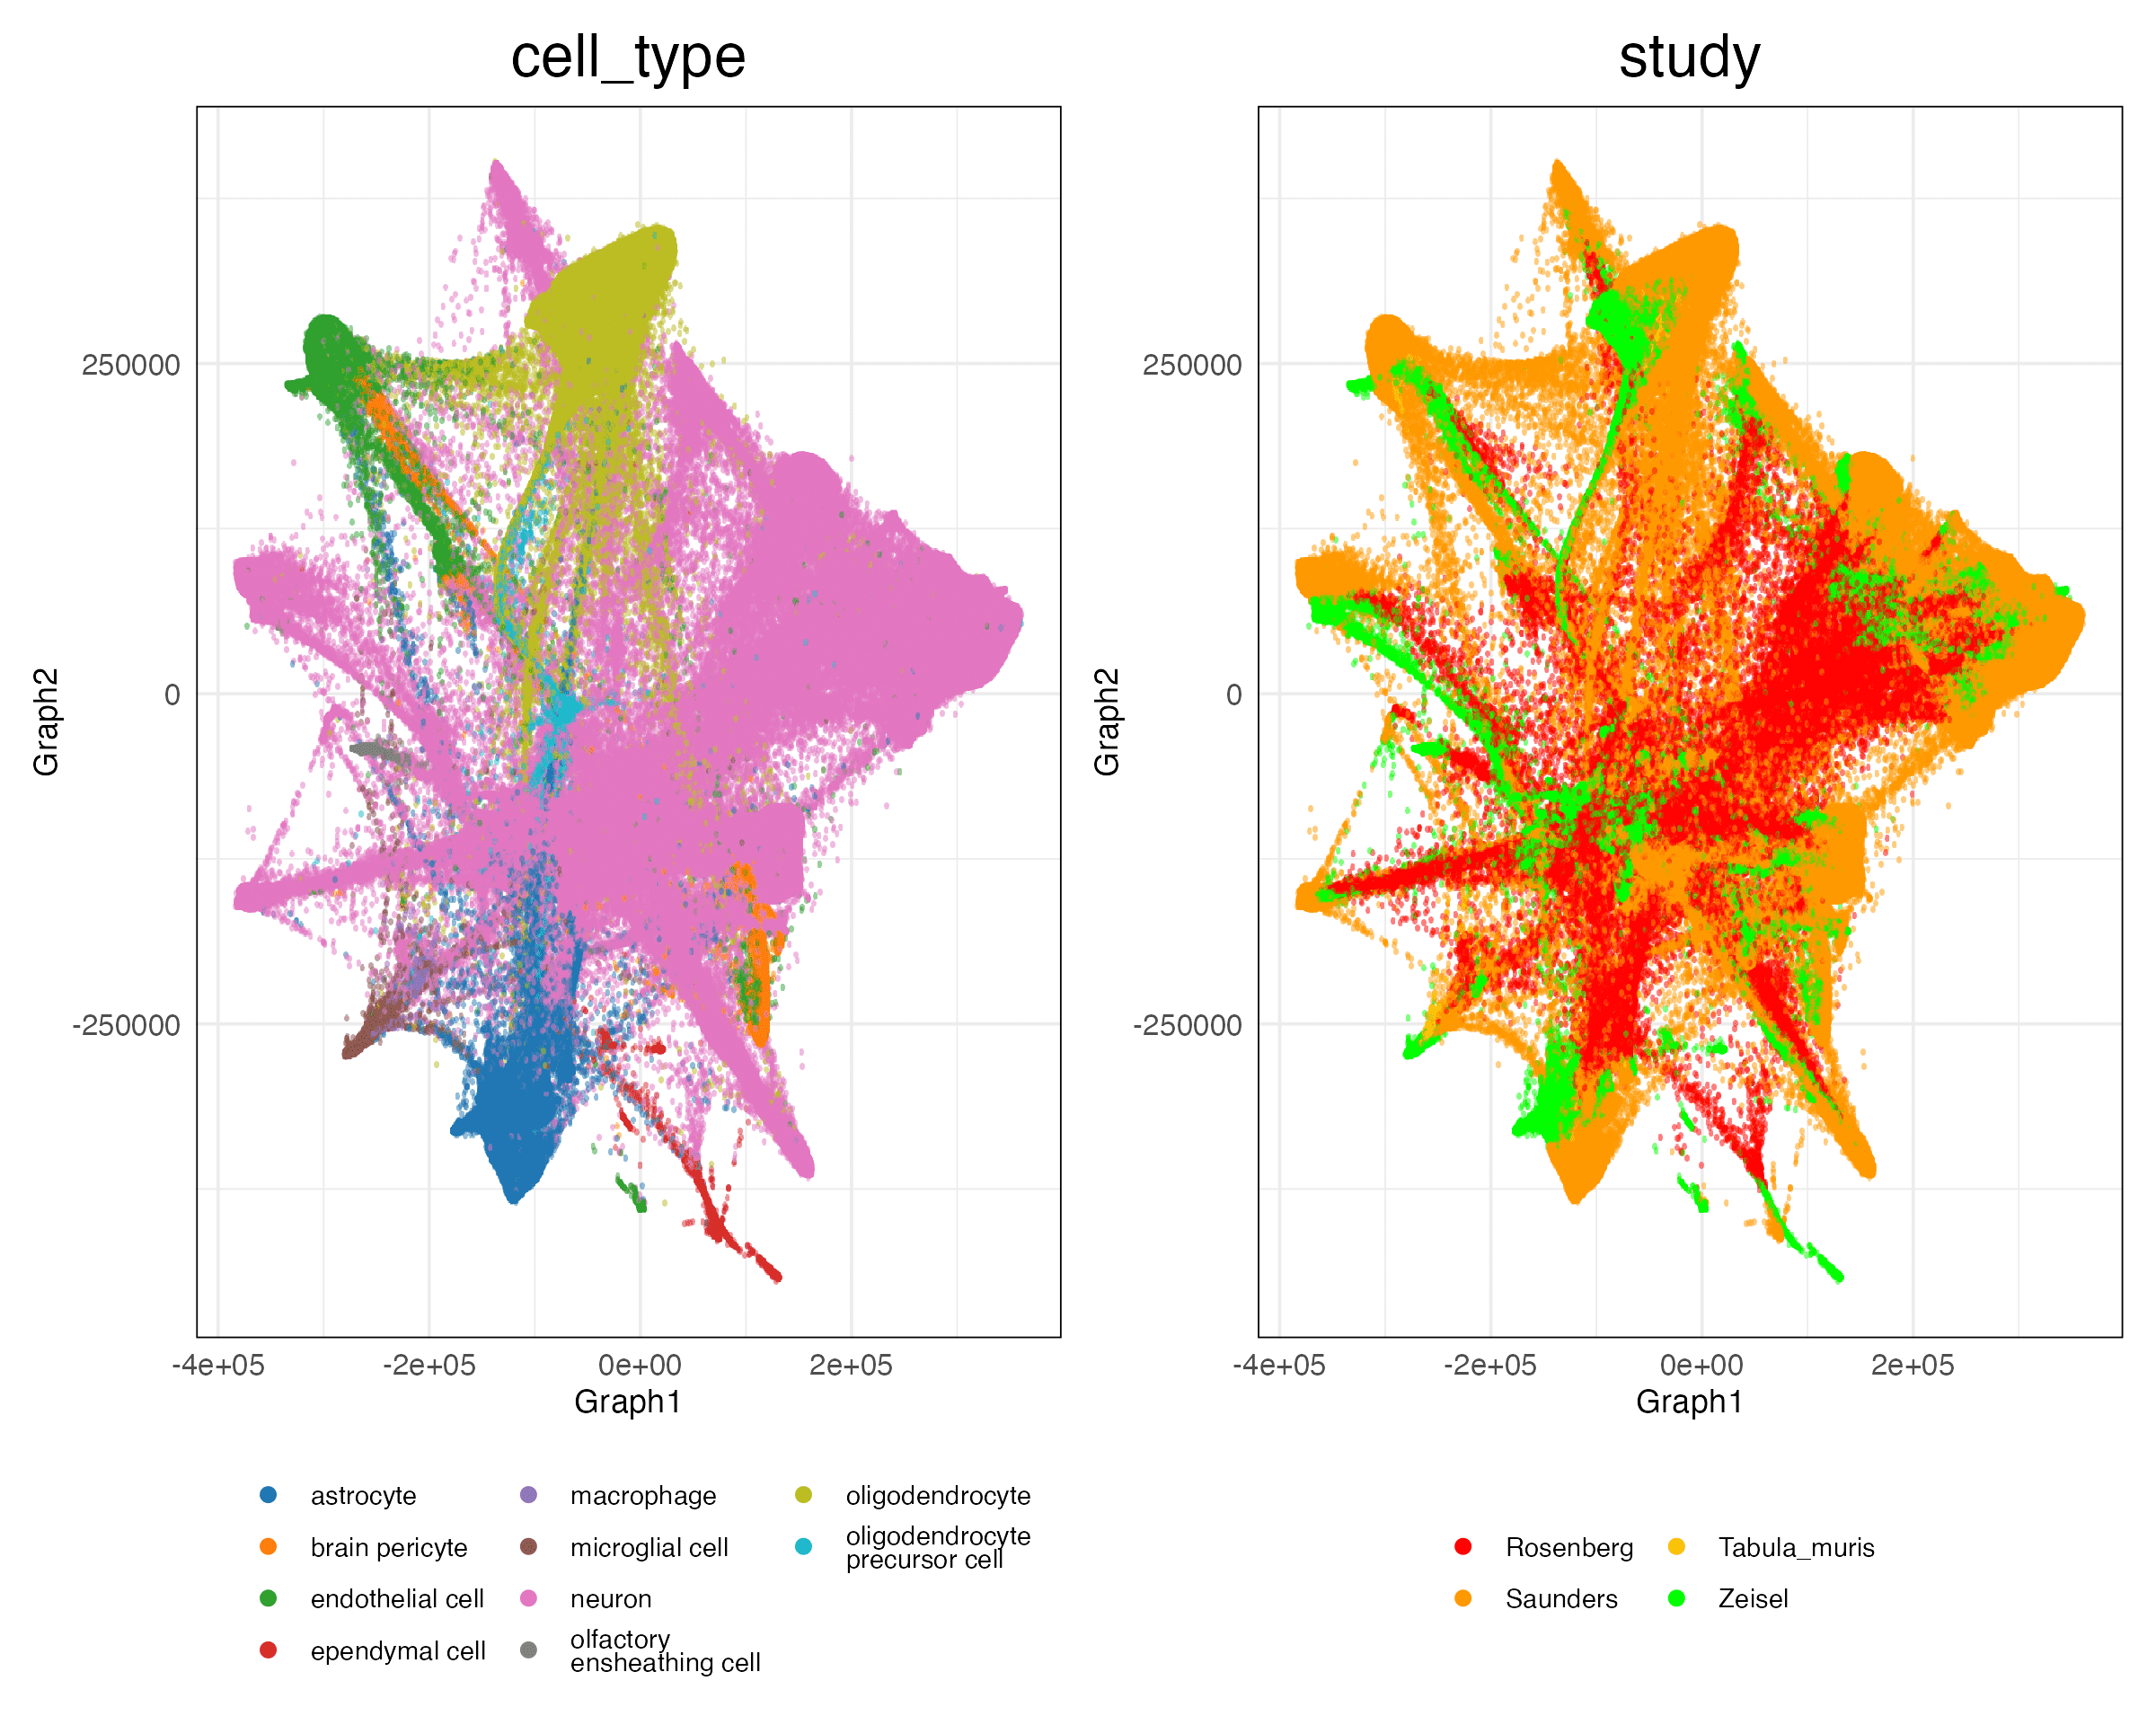 cell_type
250000
0
-250000
Graph2
-4e+05
-2e+05
0e+00
2e+05
Graph1
astrocyte
brain pericyte
endothelial cell
ependymal cell
macrophage
microglial cell
neuron
olfactory
ensheathing cell
oligodendrocyte
oligodendrocyte
precursor cell
study
250000
0
-250000
Graph2
-4e+05
-2e+05
0e+00
2e+05
Graph1
Rosenberg
Saunders
Tabula_muris
Zeisel